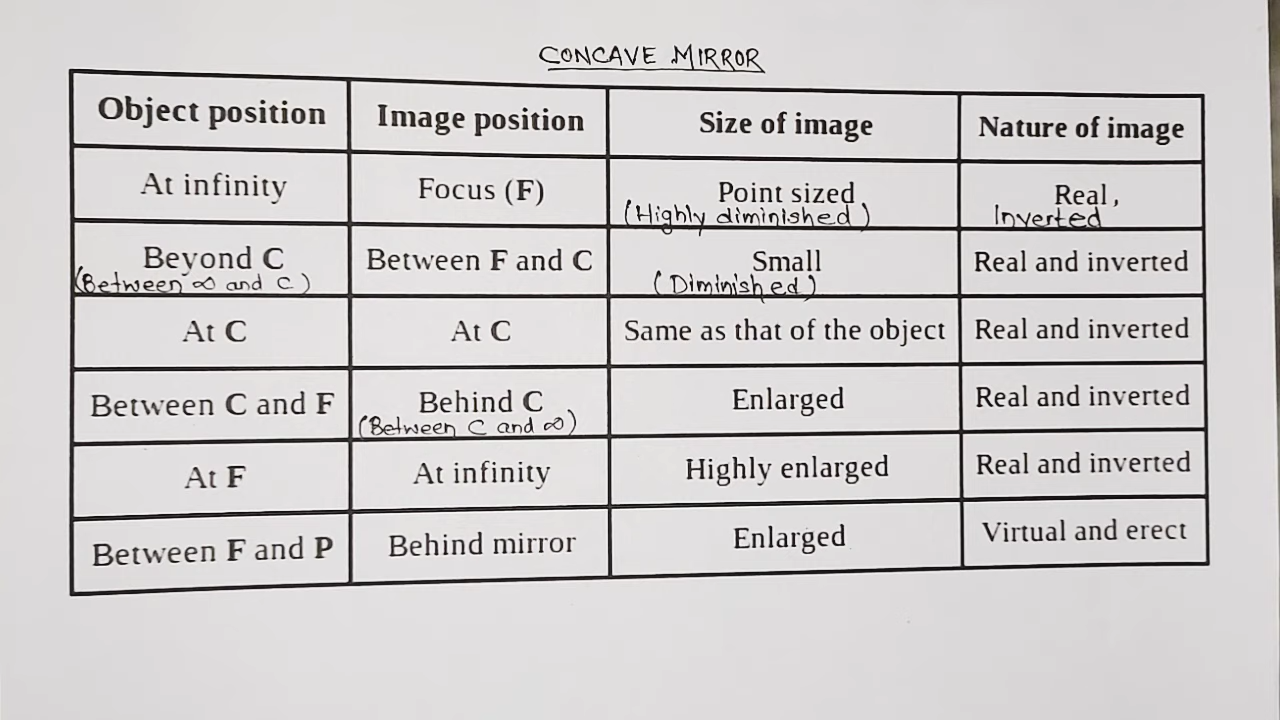 CONCAVE MIRROR
Object position Image position Size of image Nature of image
At infinity Focus (F) Point sized Real,
(Highly diminished) Inverted
Beyond C Between F and C Small Real and inverted
(Between ∞ and C) (Diminished)
At C At C Same as that of the object Real and inverted
Between C and F Behind C Enlarged Real and inverted
(Between C and ∞)
At F At infinity Highly enlarged Real and inverted
Between F and P Behind mirror Enlarged Virtual and erect